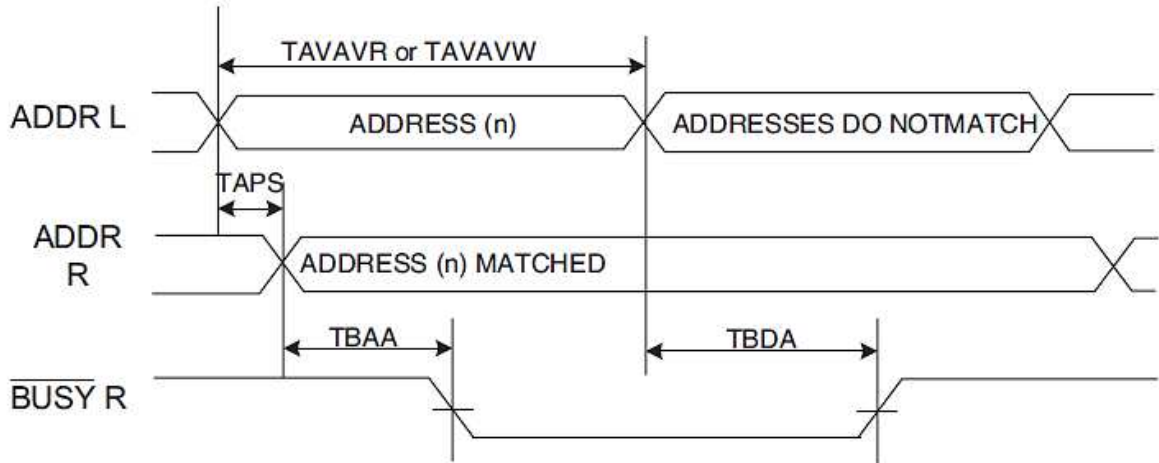 TAVAVR or TAVAVW
ADDR L
ADDRESS (n)
ADDRESSES DO NOTMATCH
TAPS
ADDR
R
ADDRESS (n) MATCHED
TBAA
TBDA
BUSY R